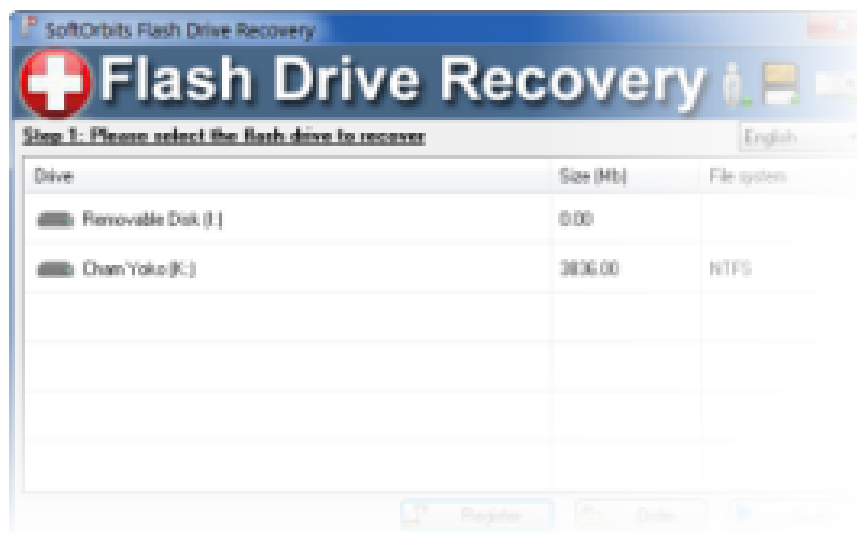 SoftOrbits Flash Drive Recovery
Flash Drive Recovery
Step 1: Please select the flash drive to recover
English
Drive Size (Mb) File system
Removable Disk (I:) 0.00
Cham Yoko (K:) 3836.00 NTFS
Register Order